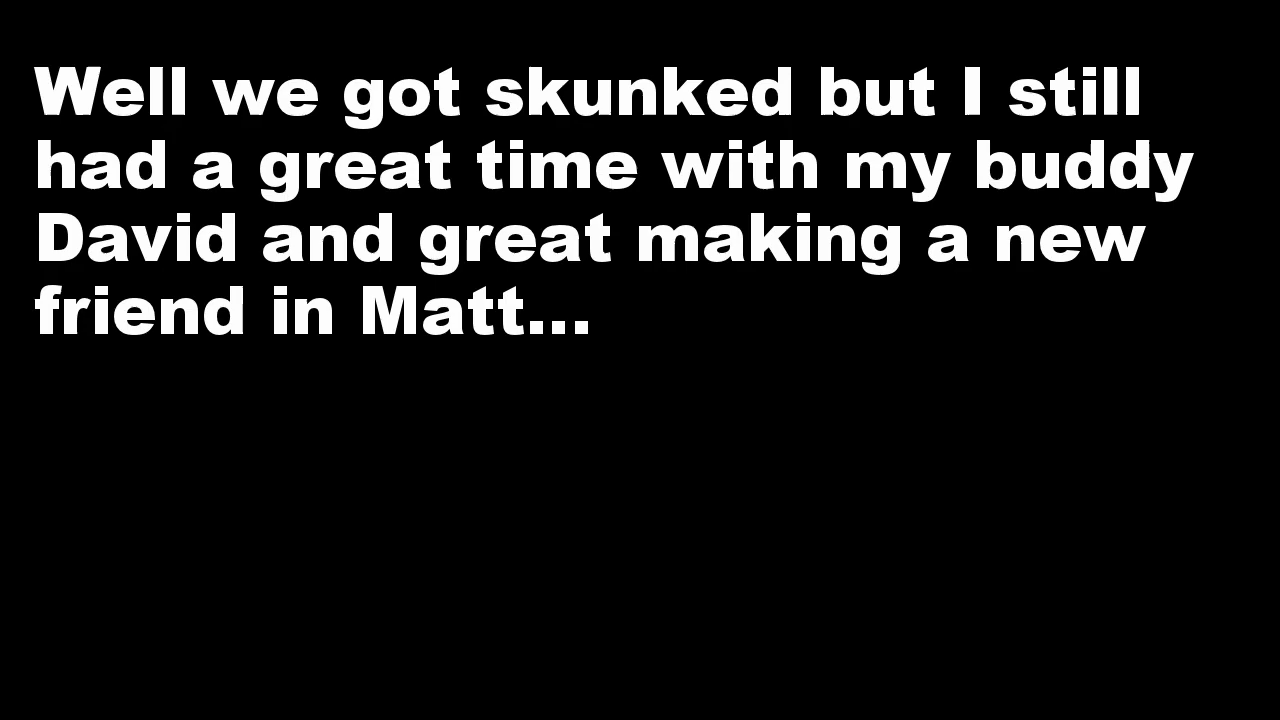 Well we got skunked but I still
had a great time with my buddy
David and great making a new
friend in Matt...